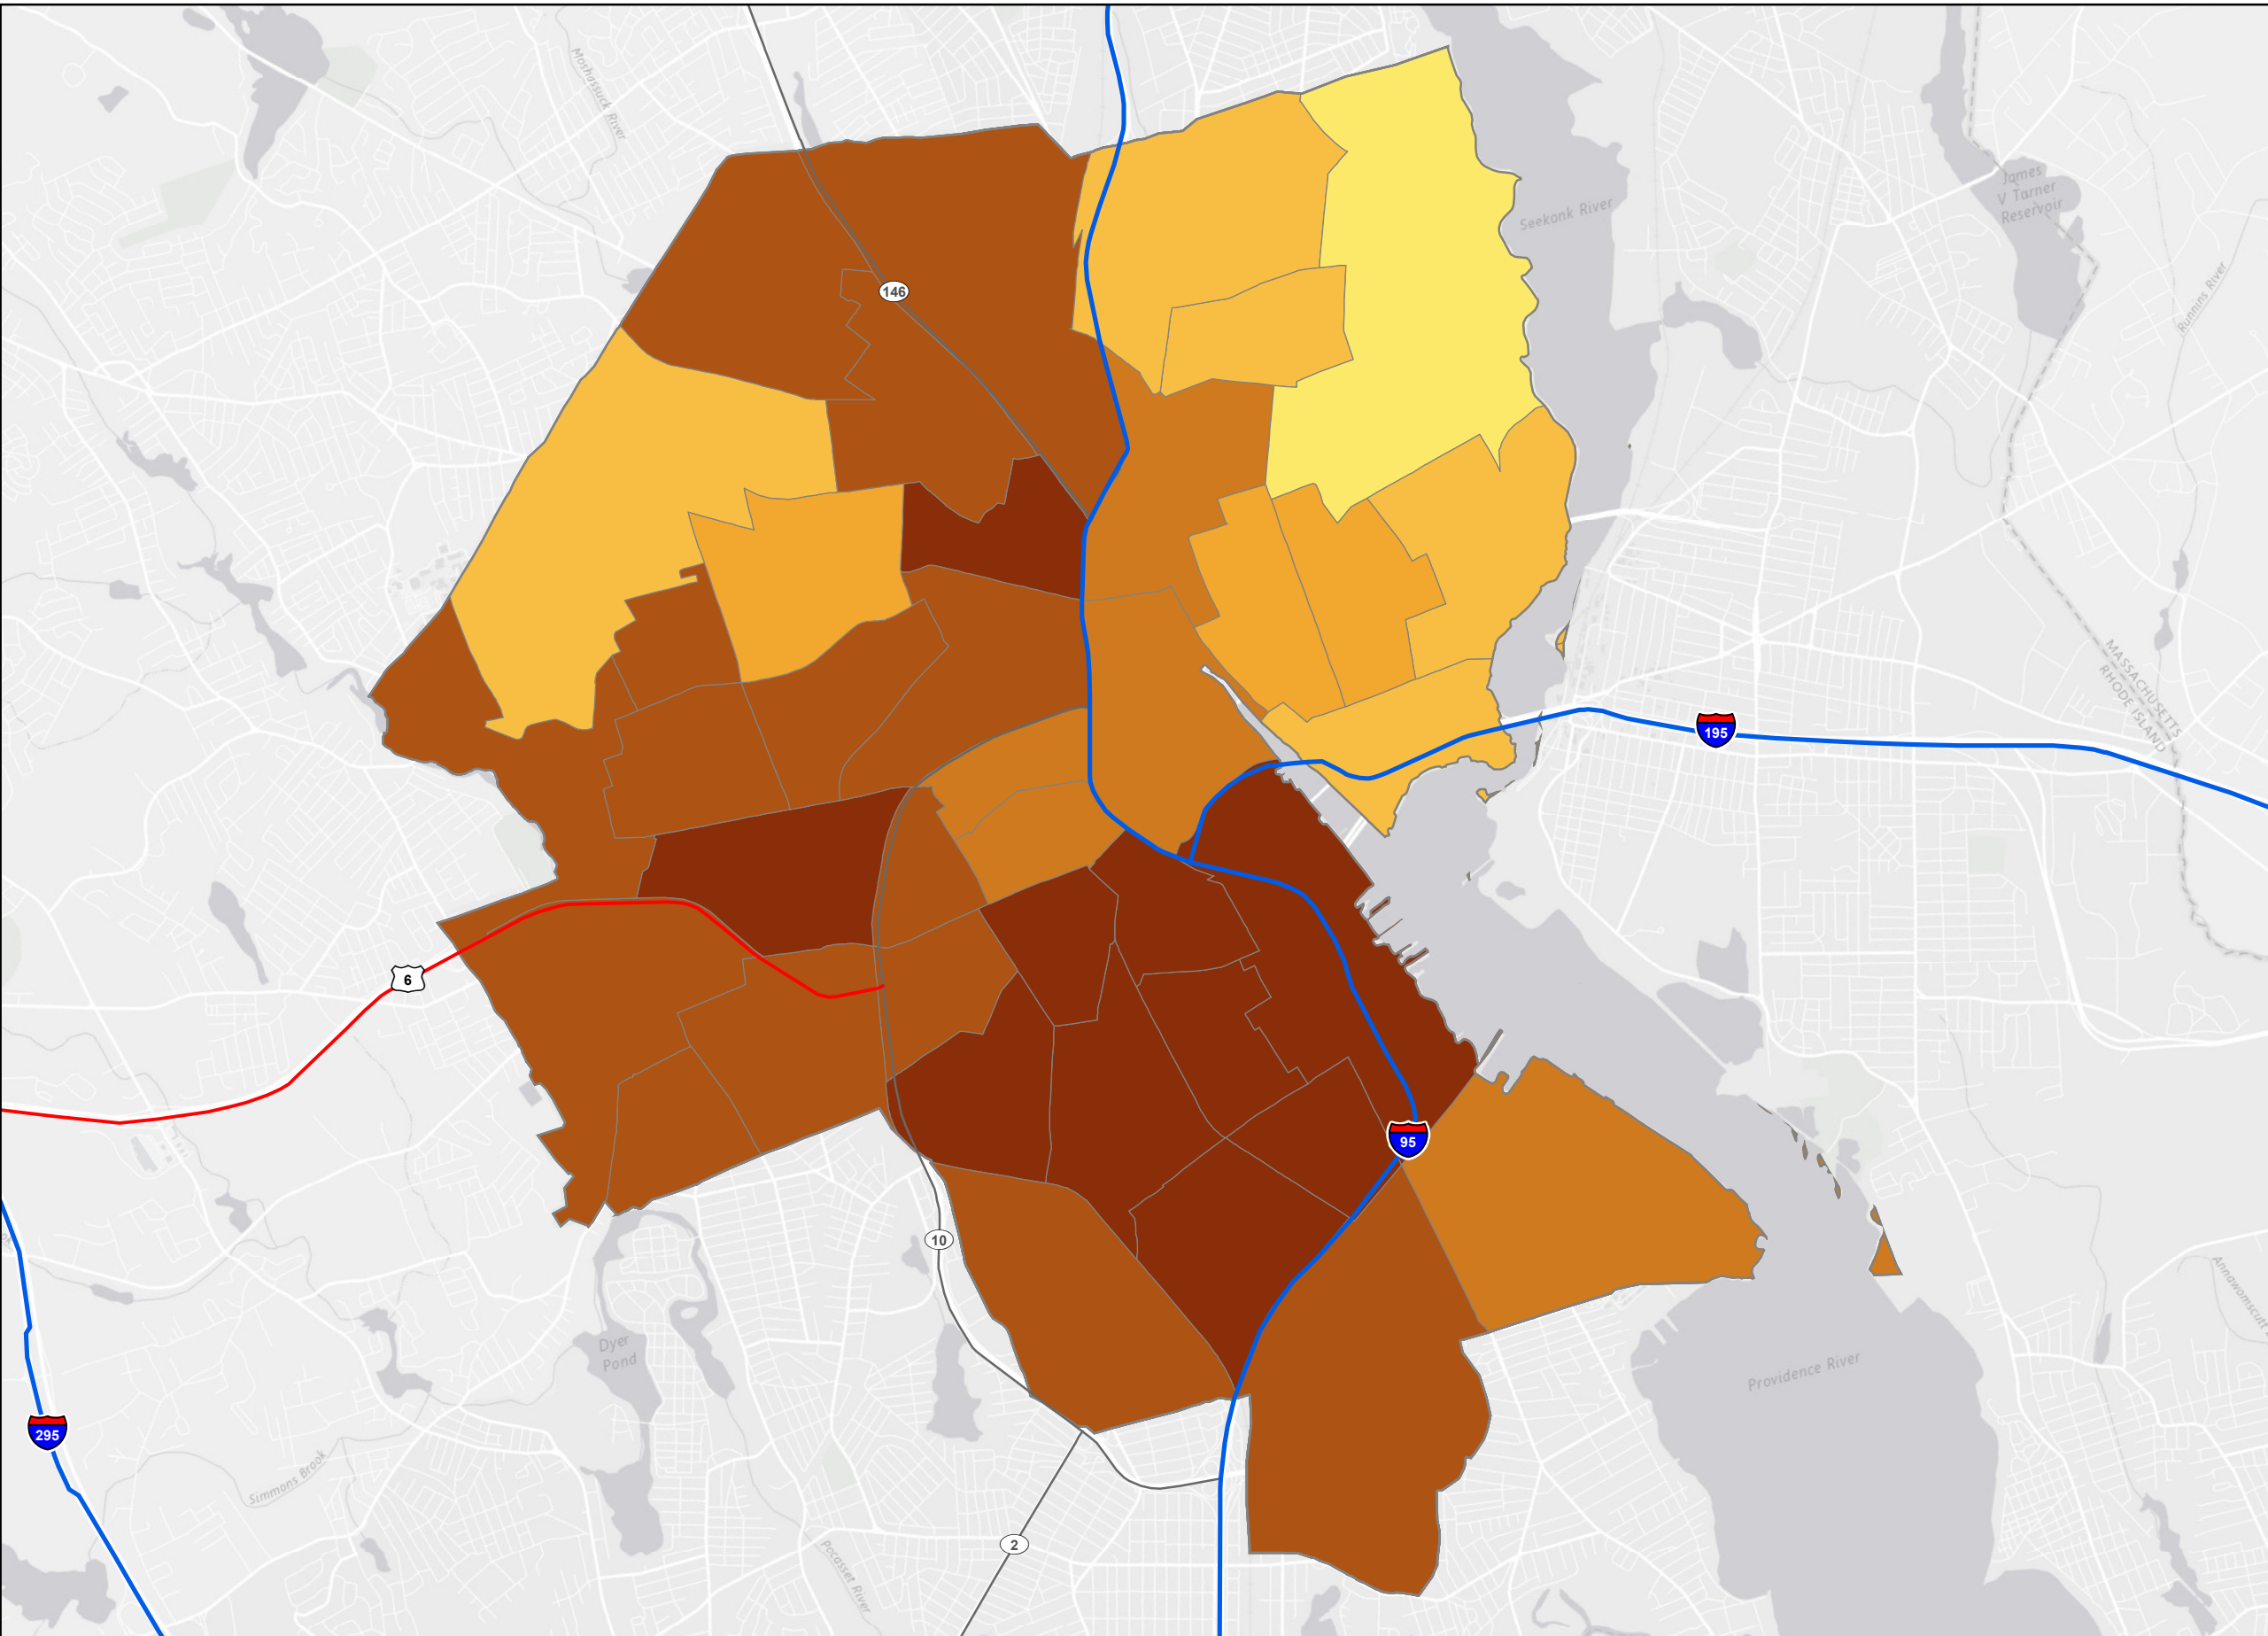 Moshassuck River
Seekonk River
James
V Turner
Reservoir
Runnins River
146
MASSACHUSETTS
RHODE ISLAND
195
6
95
10
Dyer
Pond
Providence River
295
Simmons Brook
2
Pocasset River